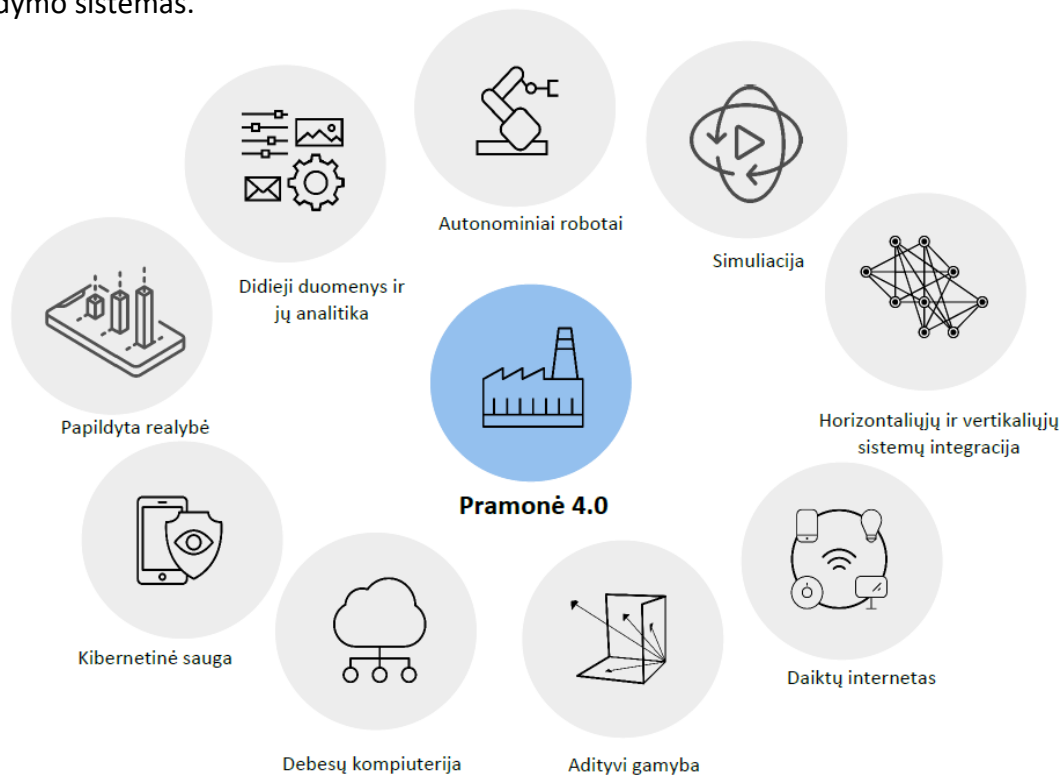 sistemas.
Autonominiai robotai
Simuliacija
Didieji duomenys ir
jų analitika
Horizontaliųjų ir vertikaliųjų
sistemų integracija
Papildyta realybė
Pramonė 4.0
Kibernetinė sauga
Daiktų internetas
Debesų kompiuterija
Adityvi gamyba